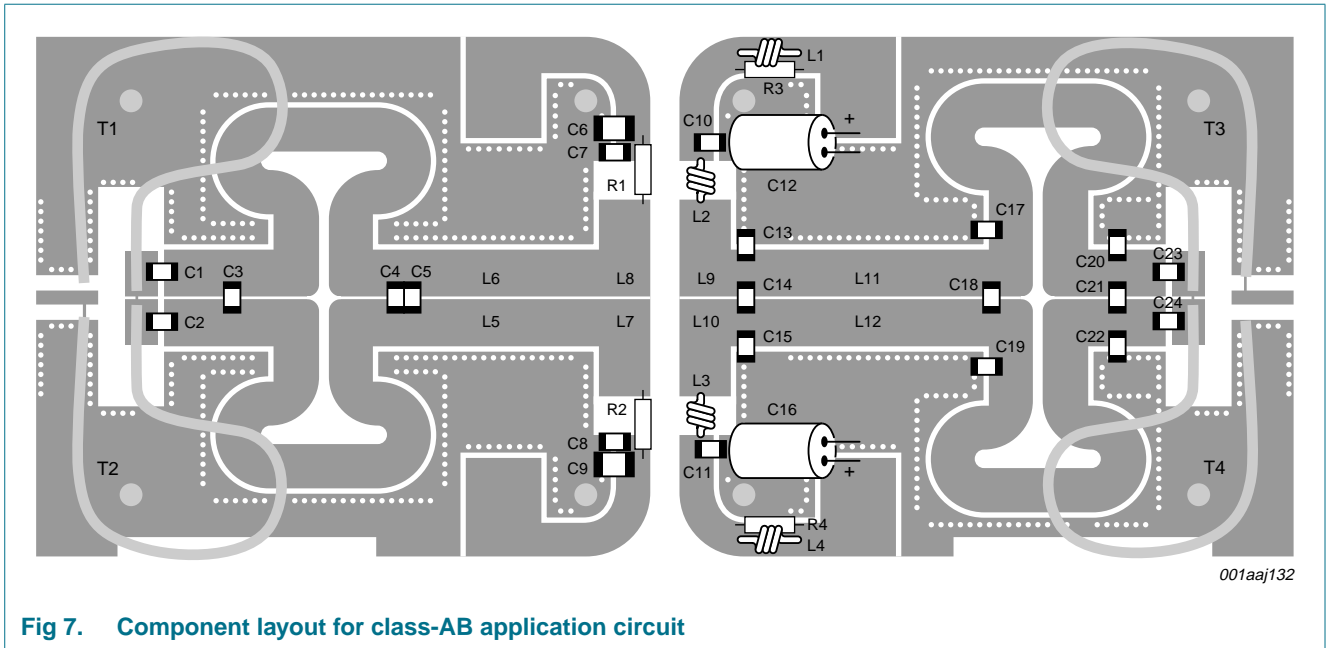 L1
R3
C10
+
T1
T3
C6
C7
R1
C12
L2
C17
C13
C20
C23
C1
C3
C4
C5
L6
L8
L9
C14
L11
C18
C21
C2
L5
L7
L10
L12
C24
C15
C22
C19
L3
R2
C16
C8
C9
C11
+
T2
T4
R4
L4
001aaj132
Fig 7. Component layout for class-AB application circuit